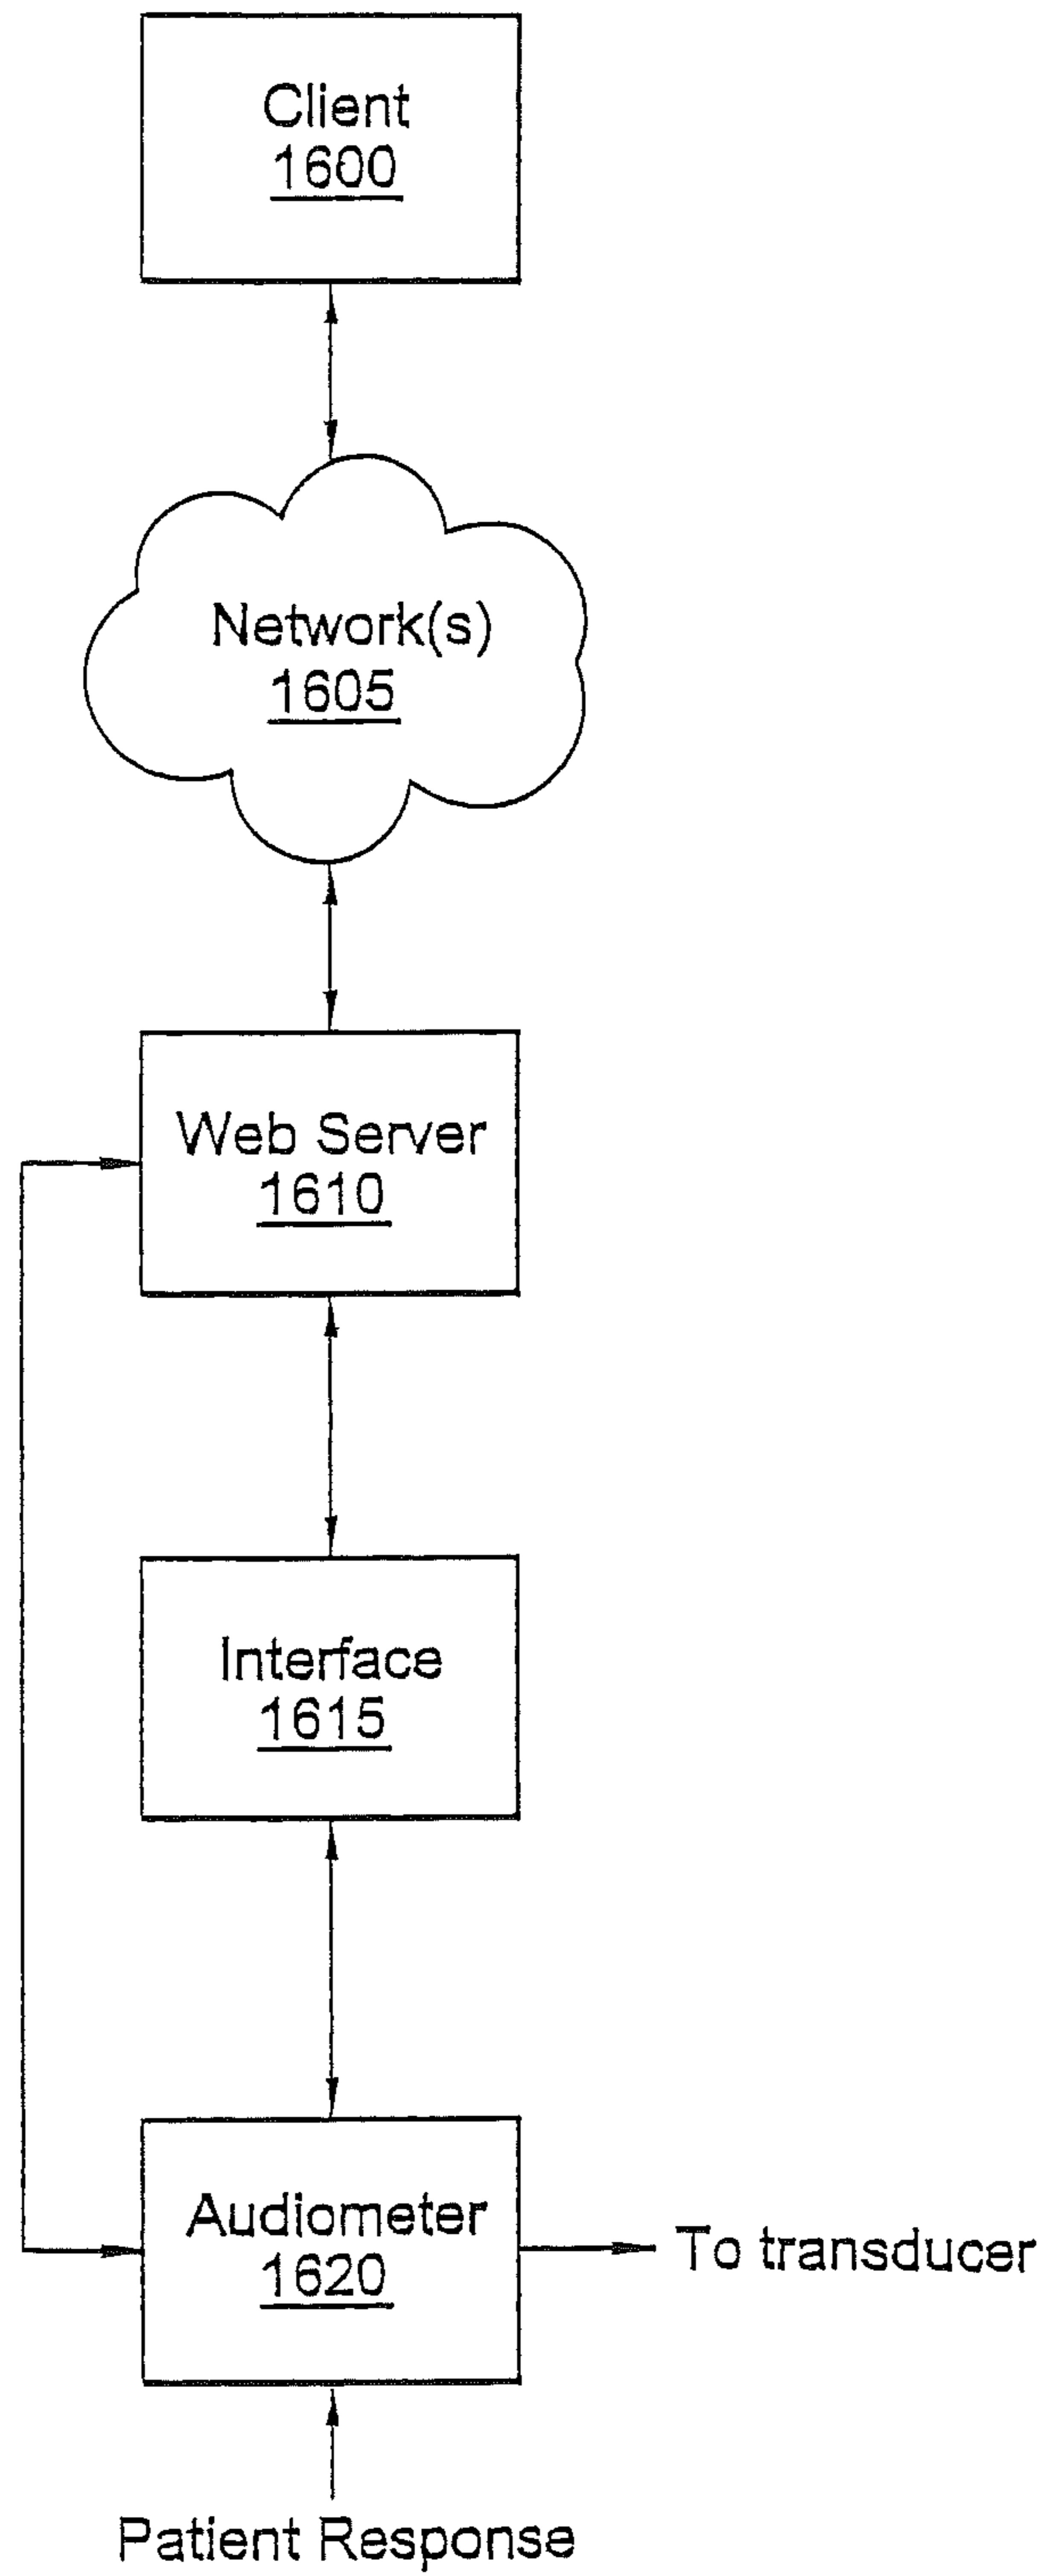 Client
1600
Network(s)
1605
Web Server
1610
Interface
1615
Audiometer
1620
To transducer
Patient Response